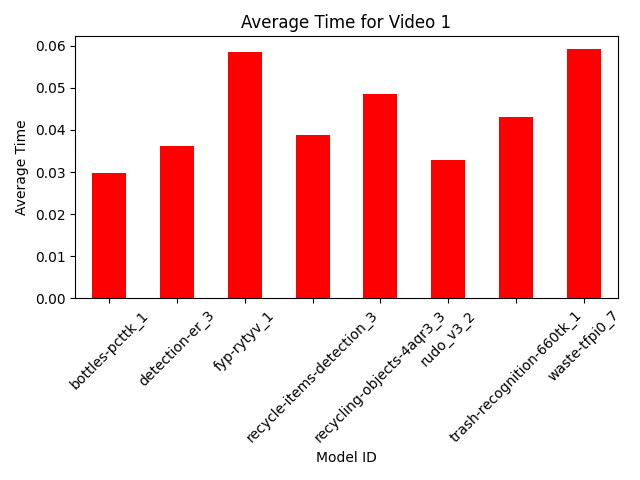 Average Time for Video 1
Average Time
0.06
0.05
0.04
0.03
0.02
0.01
0.00
bottles-pcttk_1
detection-er_3
fyp-rytyv_1
recycle-items-detection_3
recycling-objects-4aqr3_3
rudo_v3_2
trash-recognition-660tk_1
waste-tfpi0_7
Model ID